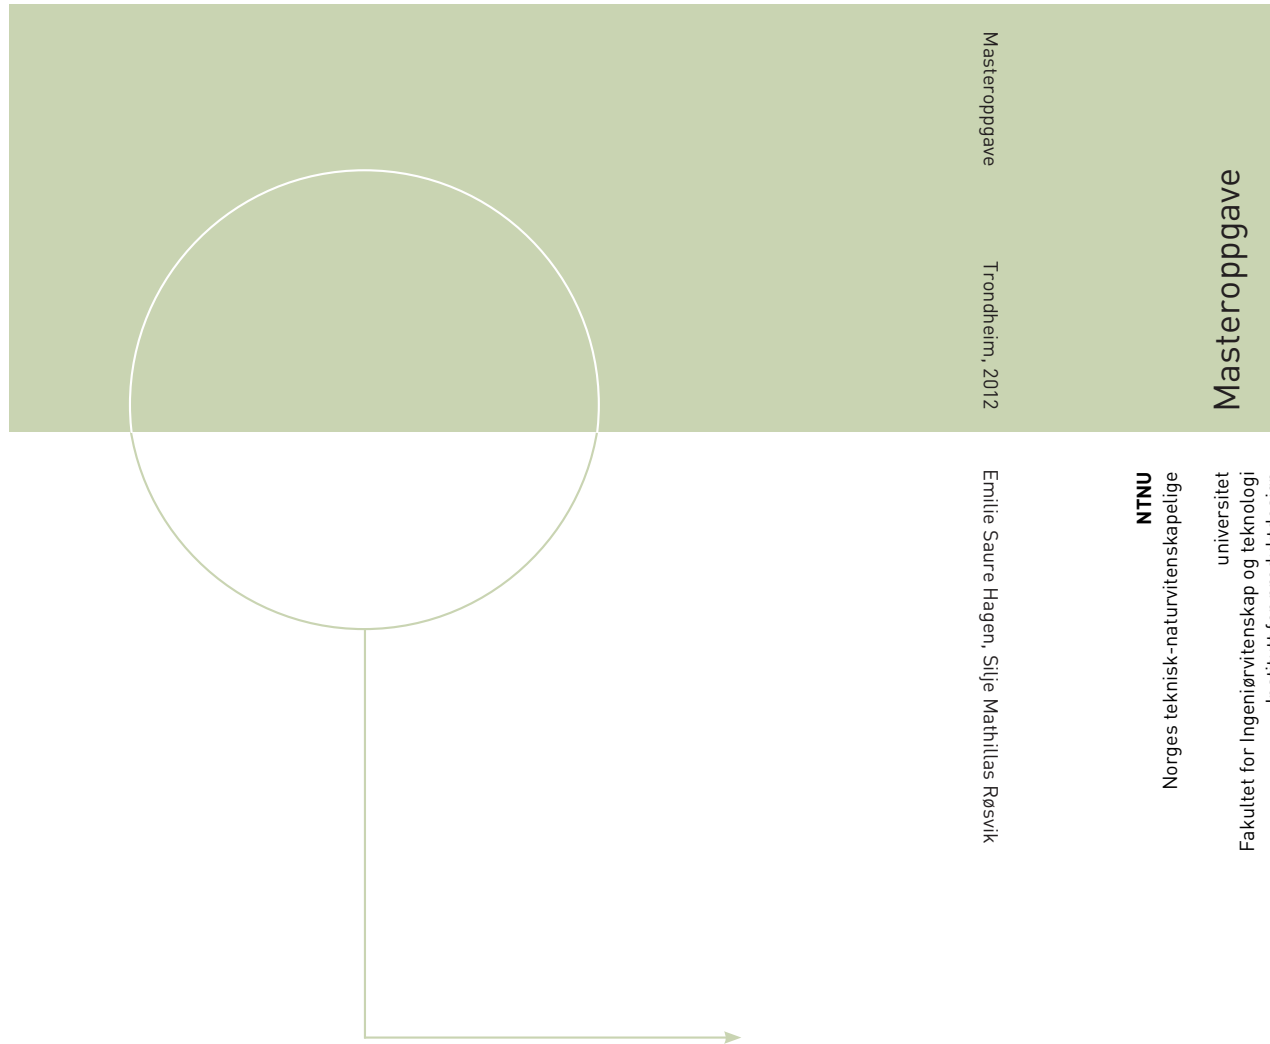 Masteroppgave
Trondheim, 2012
Emilie Saure Hagen, Silje Mathillas Røsvik
Masteroppgave
NTNU
Norges teknisk-naturvitenskapelige
universitet
Fakultet for Ingeniørvitenskap og teknologi